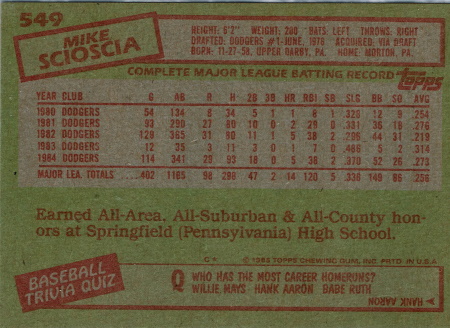 549
MIKE
SCIOSCIA
HEIGHT: 6'2" WEIGHT: 200 BATS: LEFT THROWS: RIGHT
DRAFTED: DODGERS #1-JUNE, 1976 ACQUIRED: VIA DRAFT
BORN: 11-27-58, UPPER DARBY, PA. HOME: MORTON, PA.
COMPLETE MAJOR LEAGUE BATTING RECORD Topps
YEAR CLUB G AB R H 2B 3B HR RBI SB SLG BB SO AVG
1980 DODGERS 54 134 8 34 5 1 1 8 1 .328 12 9 .254
1981 DODGERS 93 290 27 80 10 0 2 29 0 .331 36 18 .276
1982 DODGERS 129 365 31 80 11 1 5 38 2 .296 44 31 .219
1983 DODGERS 12 35 3 11 3 0 1 7 0 .486 5 2 .314
1984 DODGERS 114 341 29 93 18 0 5 38 2 .370 52 26 .273
MAJOR LEA. TOTALS 402 1165 98 298 47 2 14 120 5 .336 149 86 .256
Earned All-Area, All-Suburban & All-County hon-
ors at Springfield (Pennsylvania) High School.
© 1985 TOPPS CHEWING GUM, INC. PRTD. IN U.S.A.
BASEBALL
TRIVIA QUIZ
Q WHO HAS THE MOST CAREER HOMERUNS?
WILLIE MAYS HANK AARON BABE RUTH
HANK AARON